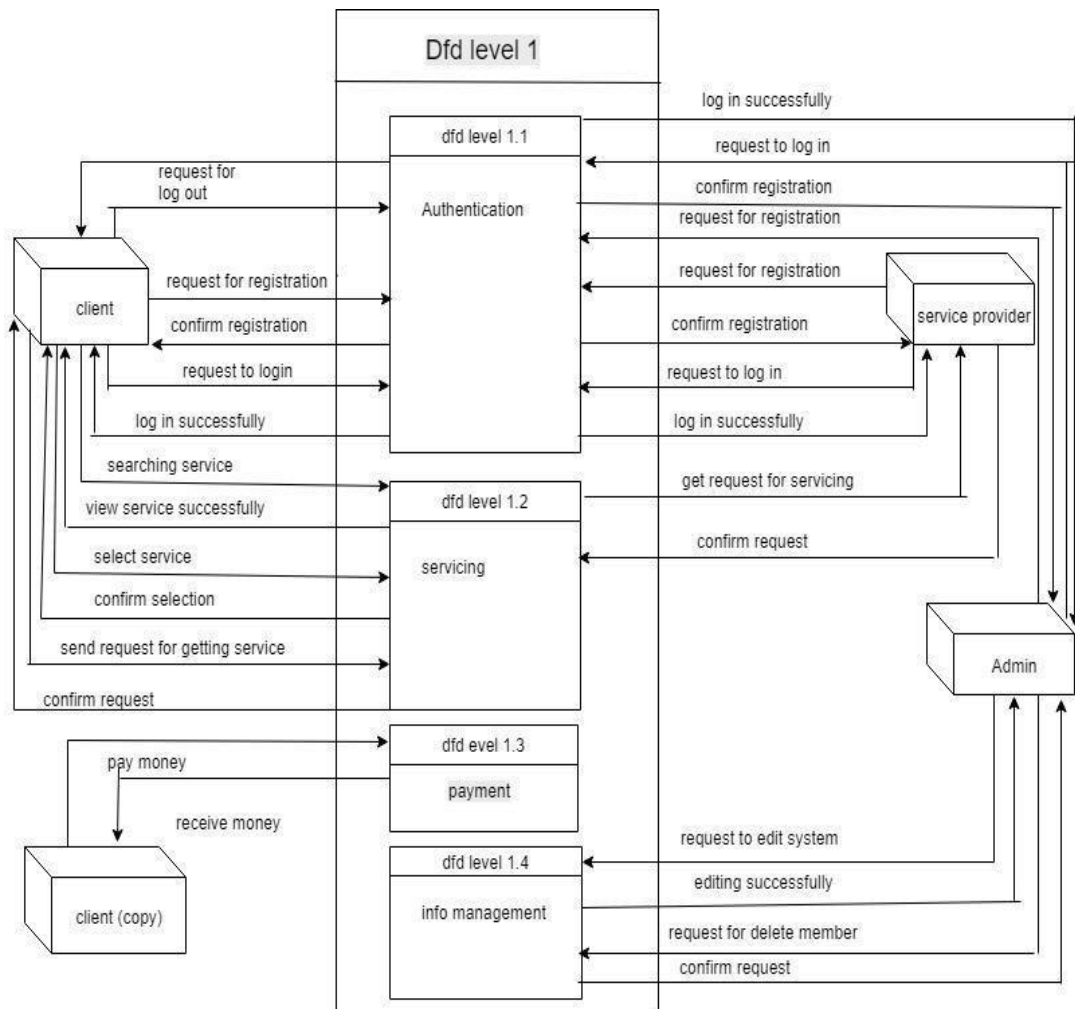 Dfd level 1
log in successfully
dfd level 1.1
request to log in
request for
log out
confirm registration
Authentication
request for registration
request for registration
request for registration
client
service provider
confirm registration
confirm registration
request to login
request to log in
log in successfully
log in successfully
searching service
get request for servicing
dfd level 1.2
view service successfully
confirm request
select service
servicing
confirm selection
send request for getting service
Admin
confirm request
dfd evel 1.3
pay money
payment
receive money
request to edit system
dfd level 1.4
editing successfully
client (copy)
info management
request for delete member
confirm request